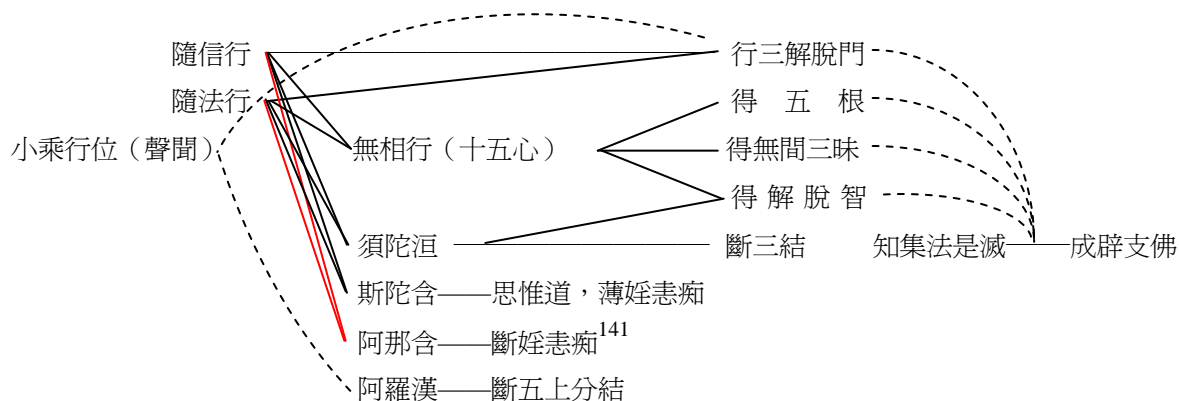 隨信行 行三解脫門
隨法行 得 五 根
小乘行位（聲聞） 無相行（十五心） 得無間三昧
得 解 脫 智
須陀洹 斷三結 知集法是滅——成辟支佛
斯陀含——思惟道，薄婬恚痴
阿那含——斷婬恚痴141
阿羅漢——斷五上分結